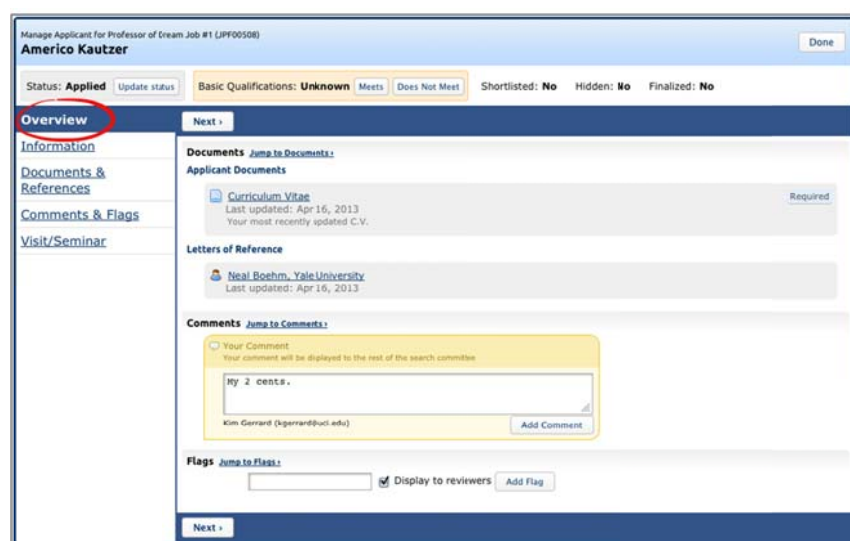 Manage Applicant for Professor of Dream Job #1 (JPF00508)
Americo Kautzer
Done
Status: Applied Update status Basic Qualifications: Unknown Meets Does Not Meet Shortlisted: No Hidden: No Finalized: No
Overview
Information
Documents &
References
Comments & Flags
Visit/Seminar
Next ›
Documents Jump to Documents ›
Applicant Documents
Curriculum Vitae
Required
Last updated: Apr 16, 2013
Your most recently updated C.V.
Letters of Reference
Neal Boehm, Yale University
Last updated: Apr 16, 2013
Comments Jump to Comments ›
Your Comment
Your comment will be displayed to the rest of the search committee
My 2 cents.
Kim Gerrard (kgerrard@uci.edu)
Add Comment
Flags Jump to Flags ›
Display to reviewers Add Flag
Next ›